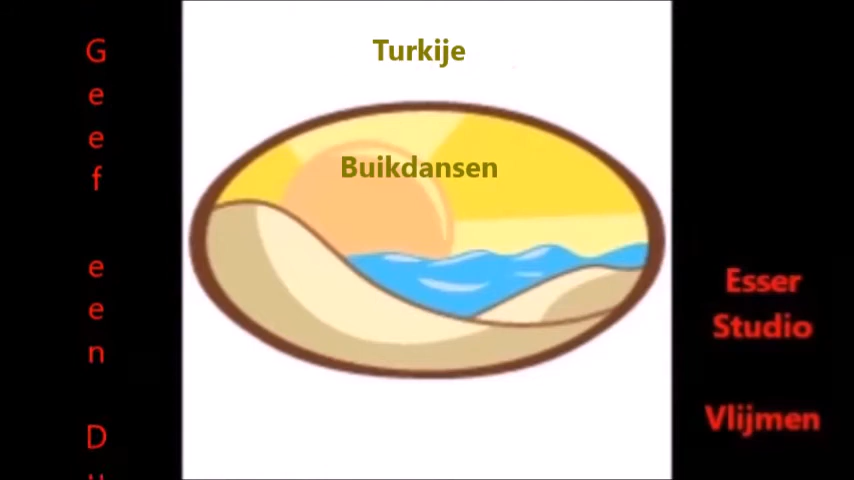 Geef een D
Turkije
Buikdansen
Esser
Studio
Vlijmen